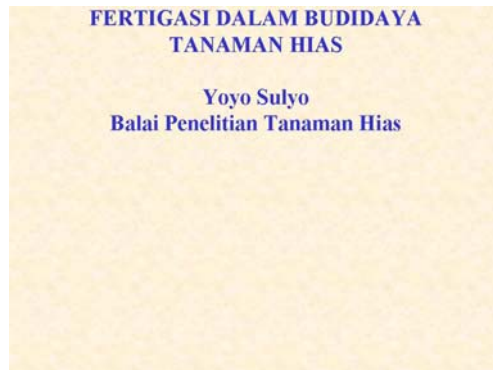 FERTIGASI DALAM BUDIDAYA
TANAMAN HIAS
Yoyo Sulyo
Balai Penelitian Tanaman Hias